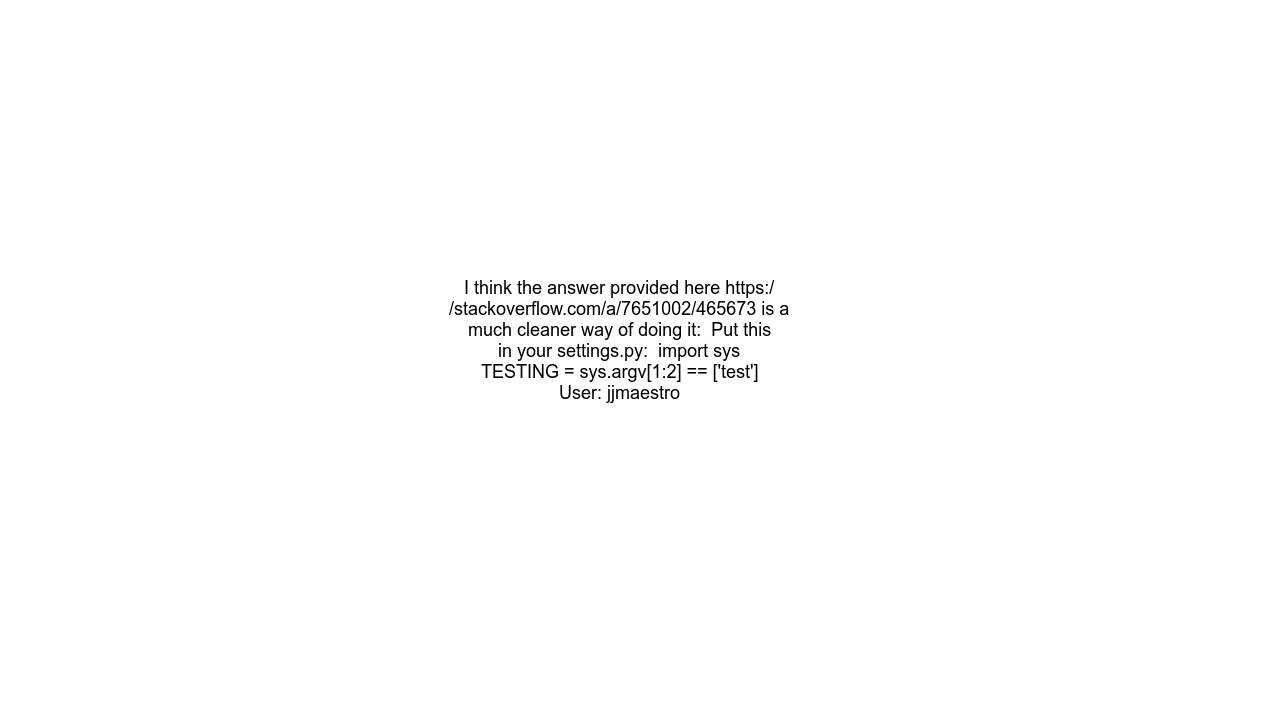 I think the answer provided here https:/
/stackoverflow.com/a/7651002/465673 is a
much cleaner way of doing it:  Put this
in your settings.py:  import sys
TESTING = sys.argv[1:2] == ['test']
User: jjmaestro